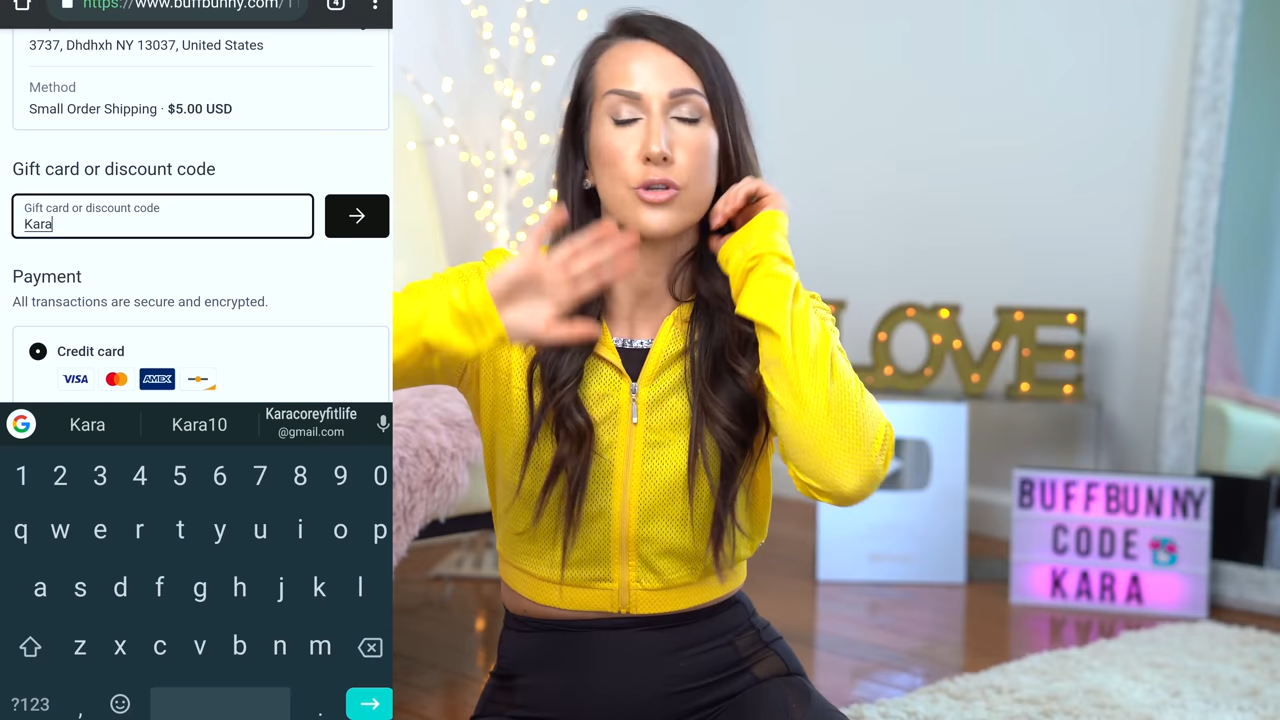 https://www.buffbunny.com/11
4
3737, Dhdhxh NY 13037, United States
Method
Small Order Shipping · $5.00 USD
Gift card or discount code
Gift card or discount code
Kara
Payment
All transactions are secure and encrypted.
Credit card
VISA
AMEX
G
Kara
Kara10
Karacoreyfitlife
@gmail.com
1 2 3 4 5 6 7 8 9 0
q w e r t y u i o p
a s d f g h j k l
z x c v b n m
?123 , .
LOVE
BUFFBUNNY
CODE
KARA